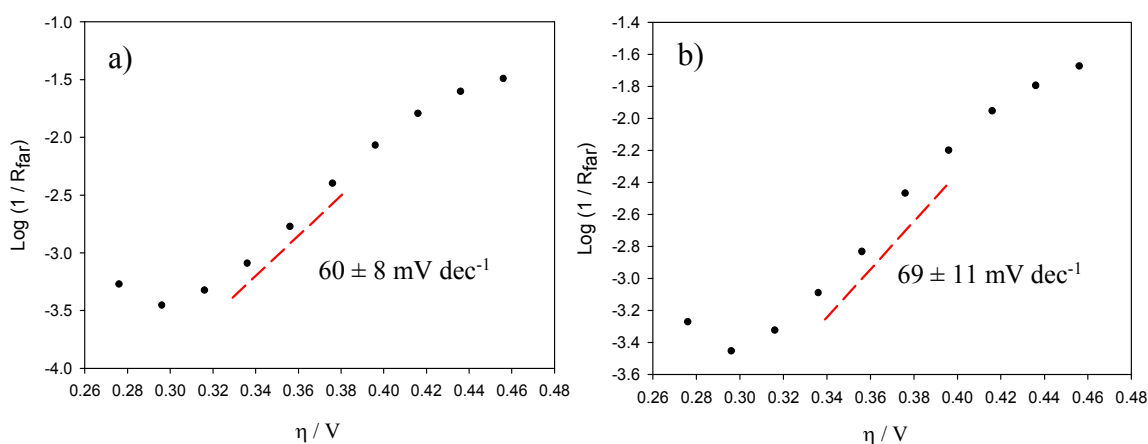 a)
-1.0
-1.5
-2.0
-2.5
-3.0
-3.5
-4.0
Log (1 / Rfar)
60 ± 8 mV dec-1
0.26 0.28 0.30 0.32 0.34 0.36 0.38 0.40 0.42 0.44 0.46 0.48
η / V
b)
-1.4
-1.6
-1.8
-2.0
-2.2
-2.4
-2.6
-2.8
-3.0
-3.2
-3.4
-3.6
Log (1 / Rfar)
69 ± 11 mV dec-1
0.26 0.28 0.30 0.32 0.34 0.36 0.38 0.40 0.42 0.44 0.46 0.48
η / V